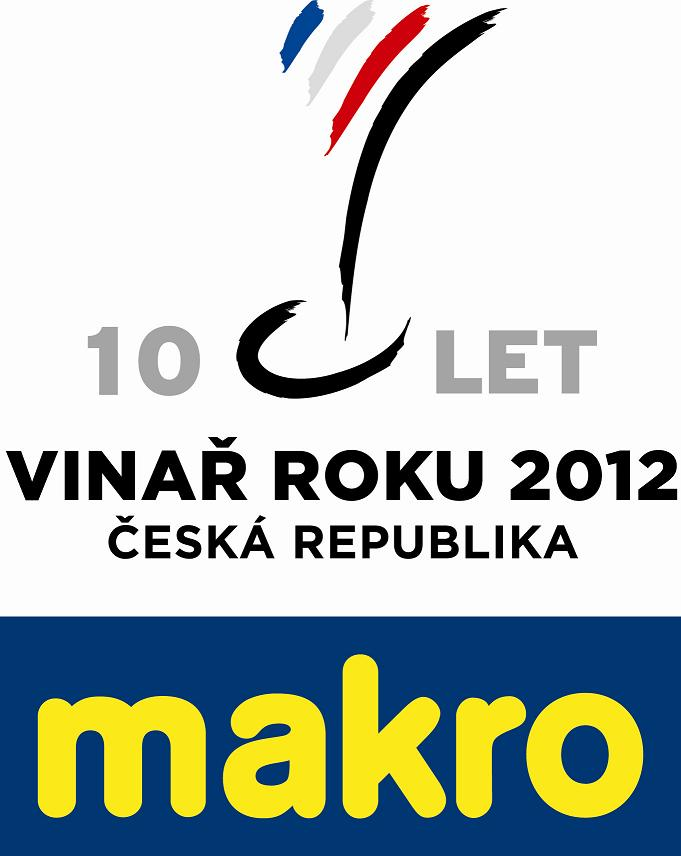 10 LET
VINAŘ ROKU 2012
ČESKÁ REPUBLIKA
makro